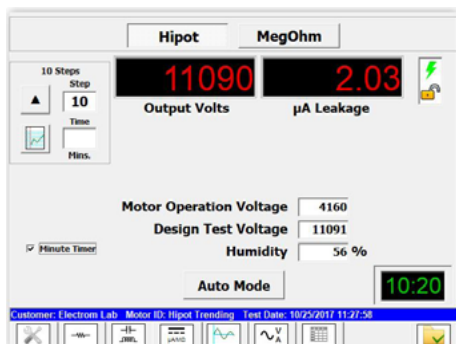 Hipot MegOhm
10 Steps
Step
10
Time
Mins.
11090 2.03
Output Volts µA Leakage
Motor Operation Voltage 4160
Design Test Voltage 11091
Humidity 56 %
Minute Timer
Auto Mode 10:20
Customer: Electrom Lab Motor ID: Hipot Trending Test Date: 10/25/2017 11:27:58
V
A